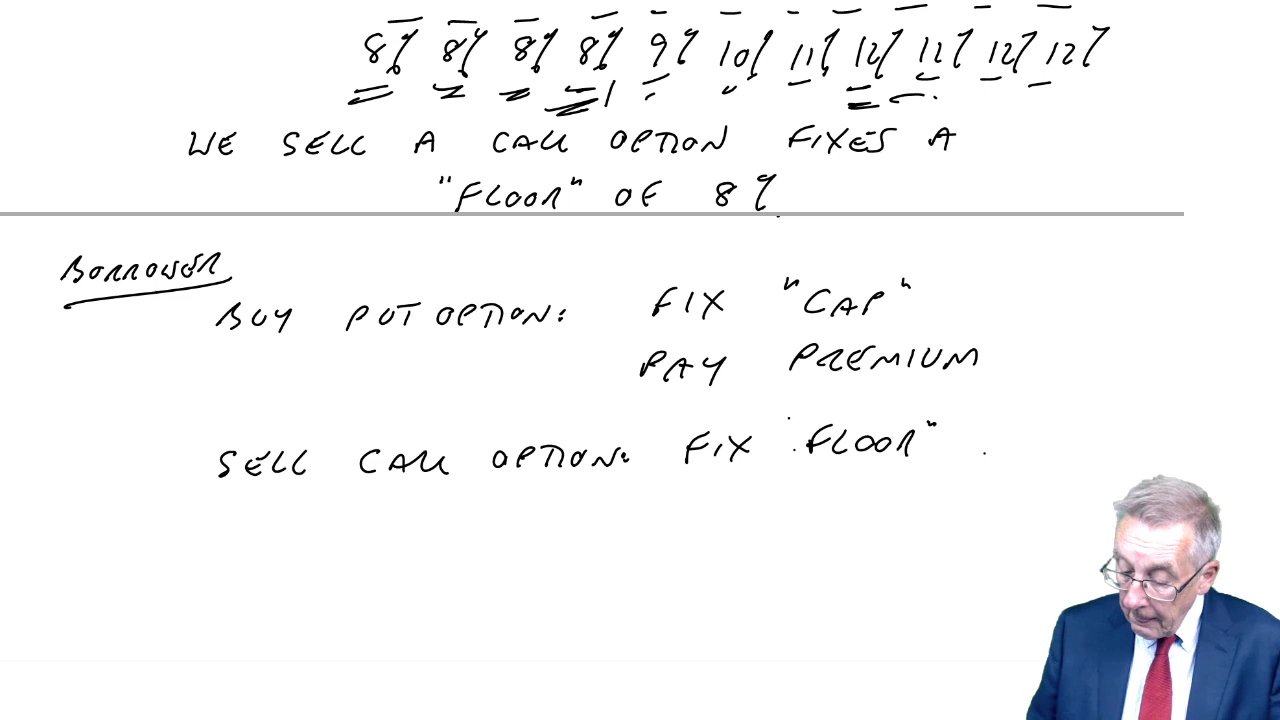 8% 8% 8% 8% 9% 10% 11% 12% 12% 12% 12%
WE SELL A CALL OPTION FIXES A
"FLOOR" OF 8%
BORROWER
BUY PUT OPTION: FIX "CAP"
PAY PREMIUM
SELL CALL OPTION: FIX "FLOOR"